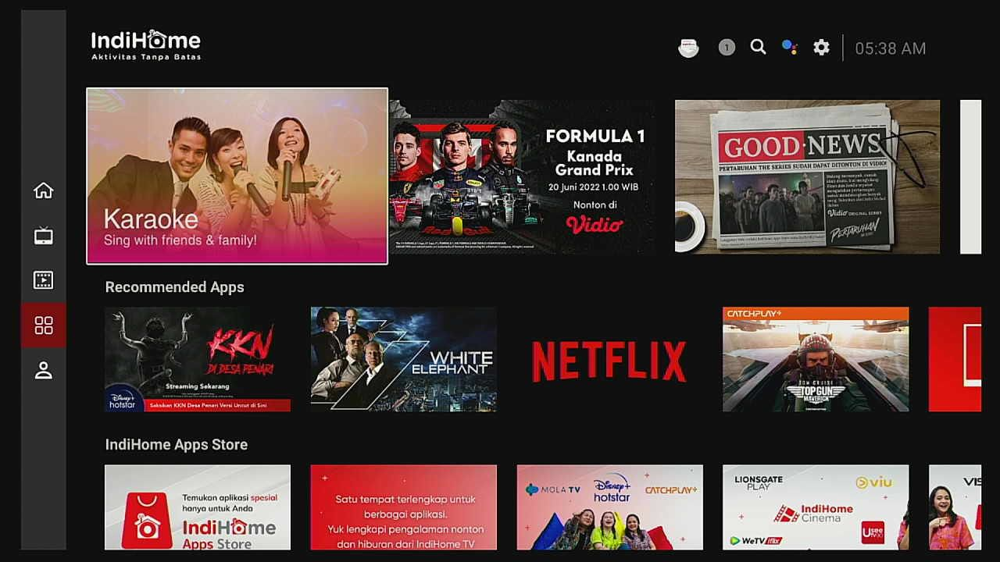 IndiHome
Aktivitas Tanpa Batas
1
05:38 AM
Karaoke
Sing with friends & family!
FORMULA 1
Kanada
Grand Prix
20 Juni 2022 1.00 WIB
Nonton di
Vidio
GOOD NEWS
PERTARUHAN THE SERIES SUDAH DAPAT DITONTON DI VIDIO!
Vidio ORIGINAL SERIES
PERTARUHAN
Recommended Apps
KKN
DI DESA PENARI
Streaming Sekarang
Disney+
hotstar
Saksikan KKN Desa Penari Versi Uncut di Sini
WHITE
ELEPHANT
NETFLIX
CATCHPLAY+
TOM CRUISE
TOP GUN
MAVERICK
IndiHome Apps Store
Temukan aplikasi spesial
hanya untuk Anda
IndiHome
Apps Store
Satu tempat terlengkap untuk
berbagai aplikasi.
Yuk lengkapi pengalaman nonton
dan hiburan dari IndiHome TV
MOLA TV
Disney+
hotstar
CATCHPLAY+
LIONSGATE
PLAY
viu
IndiHome
Cinema
WeTV iflix
Usee
TV GO
VIS